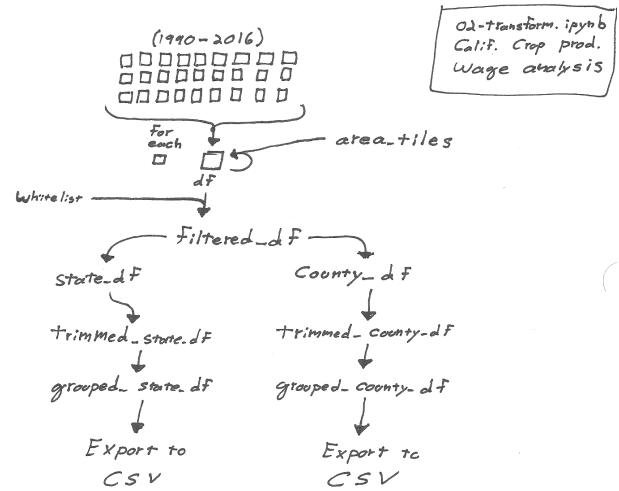 02-transform.ipynb
Calif. Crop prod.
Wage analysis
(1990-2016)
for
each
area_tiles
df
Whitelist
filtered_df
State_df
County_df
trimmed_state_df
trimmed_county_df
grouped_state_df
grouped_county_df
Export to
CSV
Export to
CSV